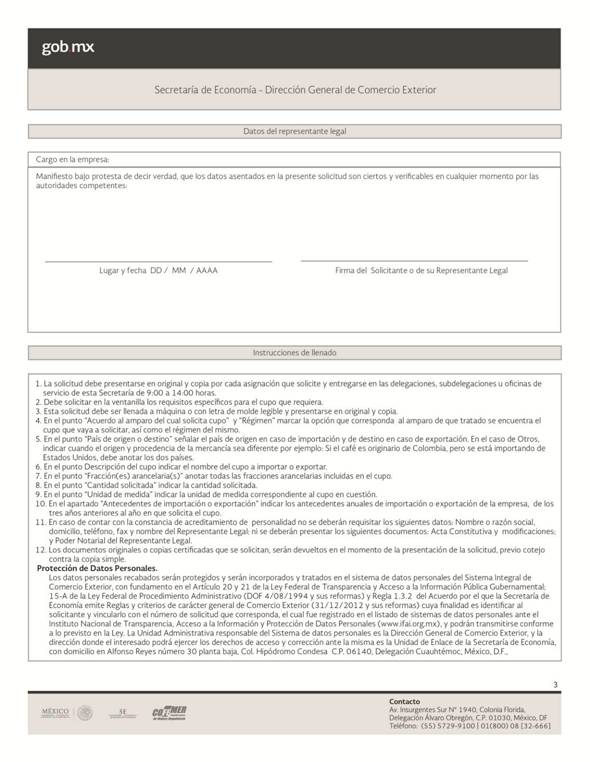 gob.mx
Secretaría de Economía - Dirección General de Comercio Exterior
Datos del representante legal
Cargo en la empresa:
Manifiesto bajo protesta de decir verdad, que los datos asentados en la presente solicitud son ciertos y verificables en cualquier momento por las
autoridades competentes:
Lugar y fecha DD / MM / AAAA
Firma del Solicitante o de su Representante Legal
Instrucciones de llenado
1. La solicitud debe presentarse en original y copia por cada asignación que solicite y entregarse en las delegaciones, subdelegaciones u oficinas de
servicio de esta Secretaría de 9:00 a 14:00 horas.
2. Debe solicitar en la ventanilla los requisitos específicos para el cupo que requiera.
3. Esta solicitud debe ser llenada a máquina o con letra de molde legible y presentarse en original y copia.
4. En el punto "Acuerdo al amparo del cual solicita cupo" y "Régimen" marcar la opción que corresponda al amparo de que tratado se encuentra el
cupo que vaya a solicitar, así como el régimen del mismo.
5. En el punto "País de origen o destino" señalar el país de origen en caso de importación y de destino en caso de exportación. En el caso de Otros,
indicar cuando el origen y procedencia de la mercancía sea diferente por ejemplo: Si el café es originario de Colombia, pero se está importando de
Estados Unidos, debe anotar los dos países.
6. En el punto Descripción del cupo indicar el nombre del cupo a importar o exportar.
7. En el punto "Fracción(es) arancelaria(s)" anotar todas las fracciones arancelarias incluidas en el cupo.
8. En el punto "Cantidad solicitada" indicar la cantidad solicitada.
9. En el punto "Unidad de medida" indicar la unidad de medida correspondiente al cupo en cuestión.
10. En el apartado "Antecedentes de importación o exportación" indicar los antecedentes anuales de importación o exportación de la empresa, de los
tres años anteriores al año en que solicita el cupo.
11. En caso de contar con la constancia de acreditamiento de personalidad no se deberán requisitar los siguientes datos: Nombre o razón social,
domicilio, teléfono, fax y nombre del Representante Legal; ni se deberán presentar los siguientes documentos: Acta Constitutiva y modificaciones;
y Poder Notarial del Representante Legal.
12. Los documentos originales o copias certificadas que se solicitan, serán devueltos en el momento de la presentación de la solicitud, previo cotejo
contra la copia simple.
Protección de Datos Personales.
Los datos personales recabados serán protegidos y serán incorporados y tratados en el sistema de datos personales del Sistema Integral de
Comercio Exterior, con fundamento en el Artículo 20 y 21 de la Ley Federal de Transparencia y Acceso a la Información Pública Gubernamental;
15-A de la Ley Federal de Procedimiento Administrativo (DOF 4/08/1994 y sus reformas) y Regla 1.3.2 del Acuerdo por el que la Secretaría de
Economía emite Reglas y criterios de carácter general de Comercio Exterior (31/12/2012 y sus reformas) cuya finalidad es identificar al
solicitante y vincularlo con el número de solicitud que corresponda, el cual fue registrado en el listado de sistemas de datos personales ante el
Instituto Nacional de Transparencia, Acceso a la Información y Protección de Datos Personales (www.ifai.org.mx), y podrán transmitirse conforme
a lo previsto en la Ley. La Unidad Administrativa responsable del Sistema de datos personales es la Dirección General de Comercio Exterior, y la
dirección donde el interesado podrá ejercer los derechos de acceso y corrección ante la misma es la Unidad de Enlace de la Secretaría de Economía,
con domicilio en Alfonso Reyes número 30 planta baja, Col. Hipódromo Condesa C.P. 06140, Delegación Cuauhtémoc, México, D.F.,
3
MÉXICO
SE
COFEMER
Contacto
Av. Insurgentes Sur N° 1940, Colonia Florida,
Delegación Álvaro Obregón, C.P. 01030, México, DF
Teléfono: (55) 5729-9100 | 01(800) 08 [32-666]